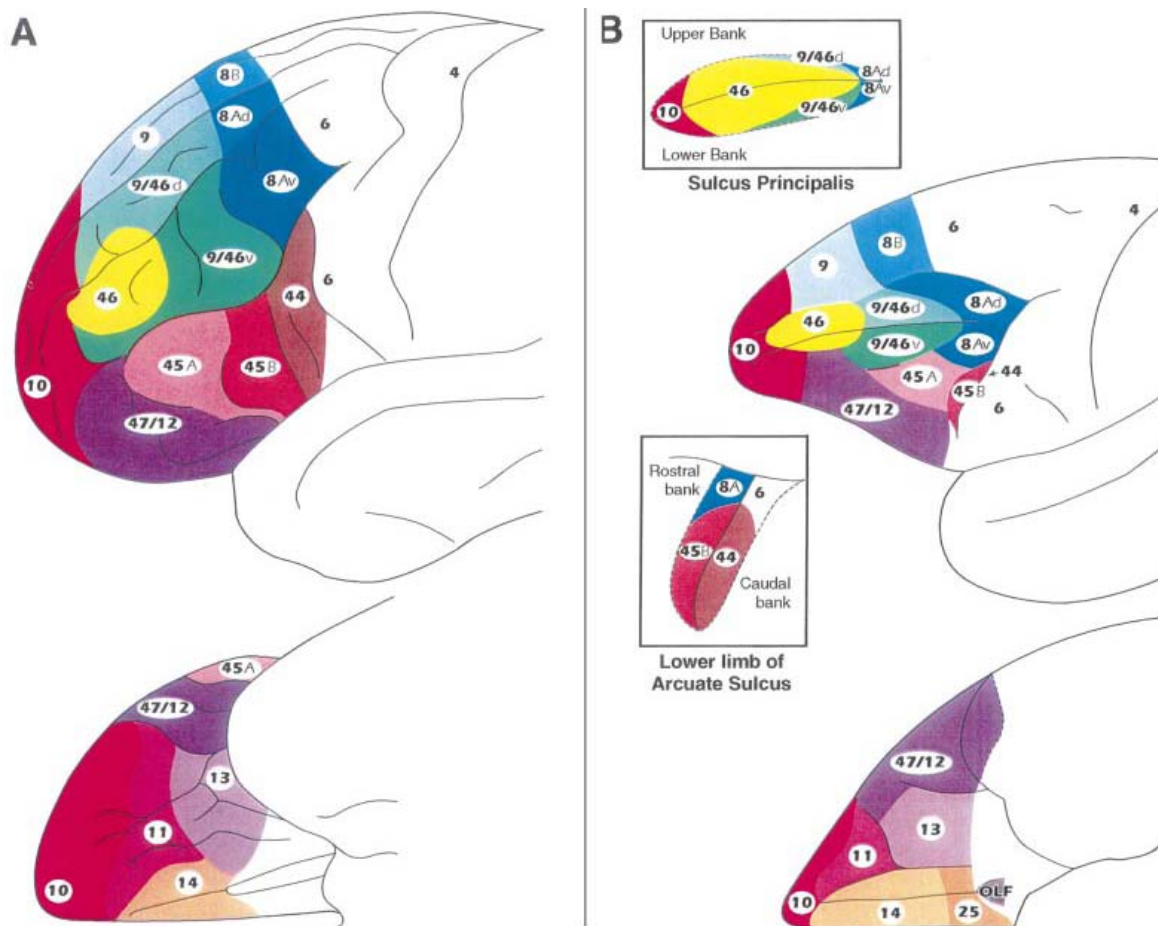 A
8B
4
8Ad
6
9
9/46d
8Av
9/46v
6
44
46
45A
45B
10
47/12
45A
47/12
13
11
14
10
B
Upper Bank
9/46d
8Ad
46
8Av
10
9/46v
Lower Bank
Sulcus Principalis
6
4
8B
9
8Ad
9/46d
46
9/46v
8Av
10
45A
44
45B
6
47/12
Rostral
bank
8A
6
45B
44
Caudal
bank
Lower limb of
Arcuate Sulcus
47/12
13
11
OLF
10
14
25